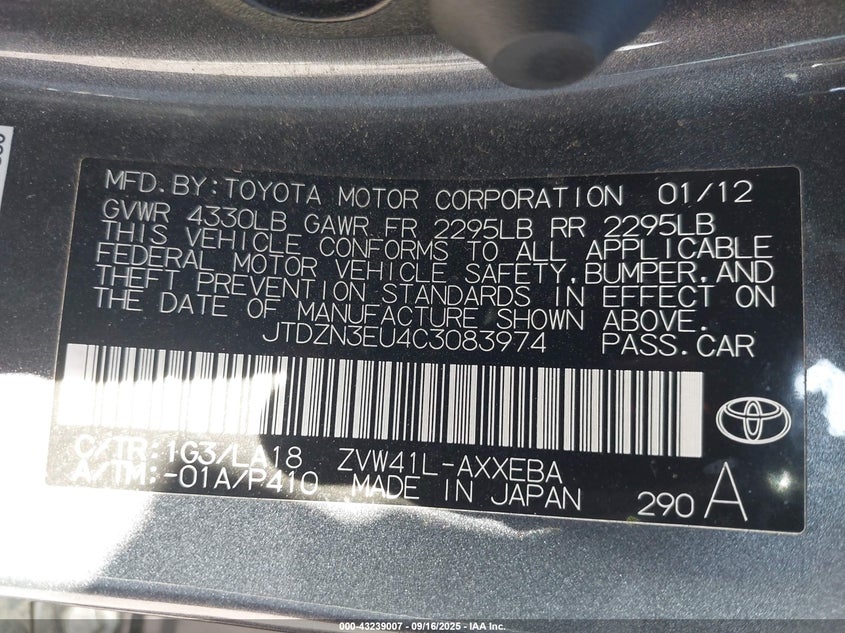 MFD.BY:TOYOTA MOTOR CORPORATION 01/12
GVWR 4330LB GAWR FR 2295LB RR 2295LB
THIS VEHICLE CONFORMS TO ALL APPLICABLE
FEDERAL MOTOR VEHICLE SAFETY,BUMPER,AND
THEFT PREVENTION STANDARDS IN EFFECT ON
THE DATE OF MANUFACTURE SHOWN ABOVE.
JTDZN3EU4C3083974 PASS.CAR
C/TR:1G3/LA18 ZVW41L-AXXEBA
A/TM:-01A/P410 MADE IN JAPAN 290 A
000-43239007 - 09/16/2025 - IAA Inc.